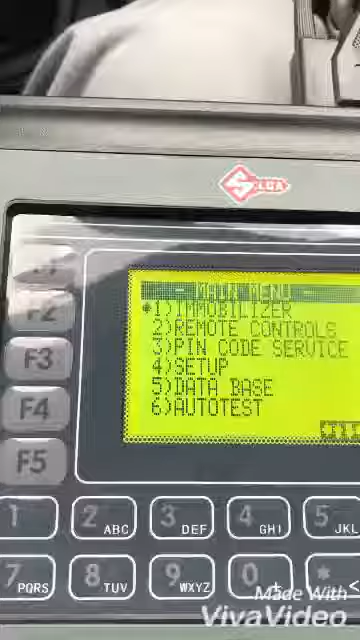 SILCA
- MAIN MENU -
1)IMMOBILIZER
2)REMOTE CONTROLS
3)PIN CODE SERVICE
4)SETUP
5)DATA BASE
6)AUTOTEST
F1
F2
F3
F4
F5
1
2 ABC
3 DEF
4 GHI
5 JKL
7 PQRS
8 TUV
9 WXYZ
0 +
* <
Made With
VivaVideo